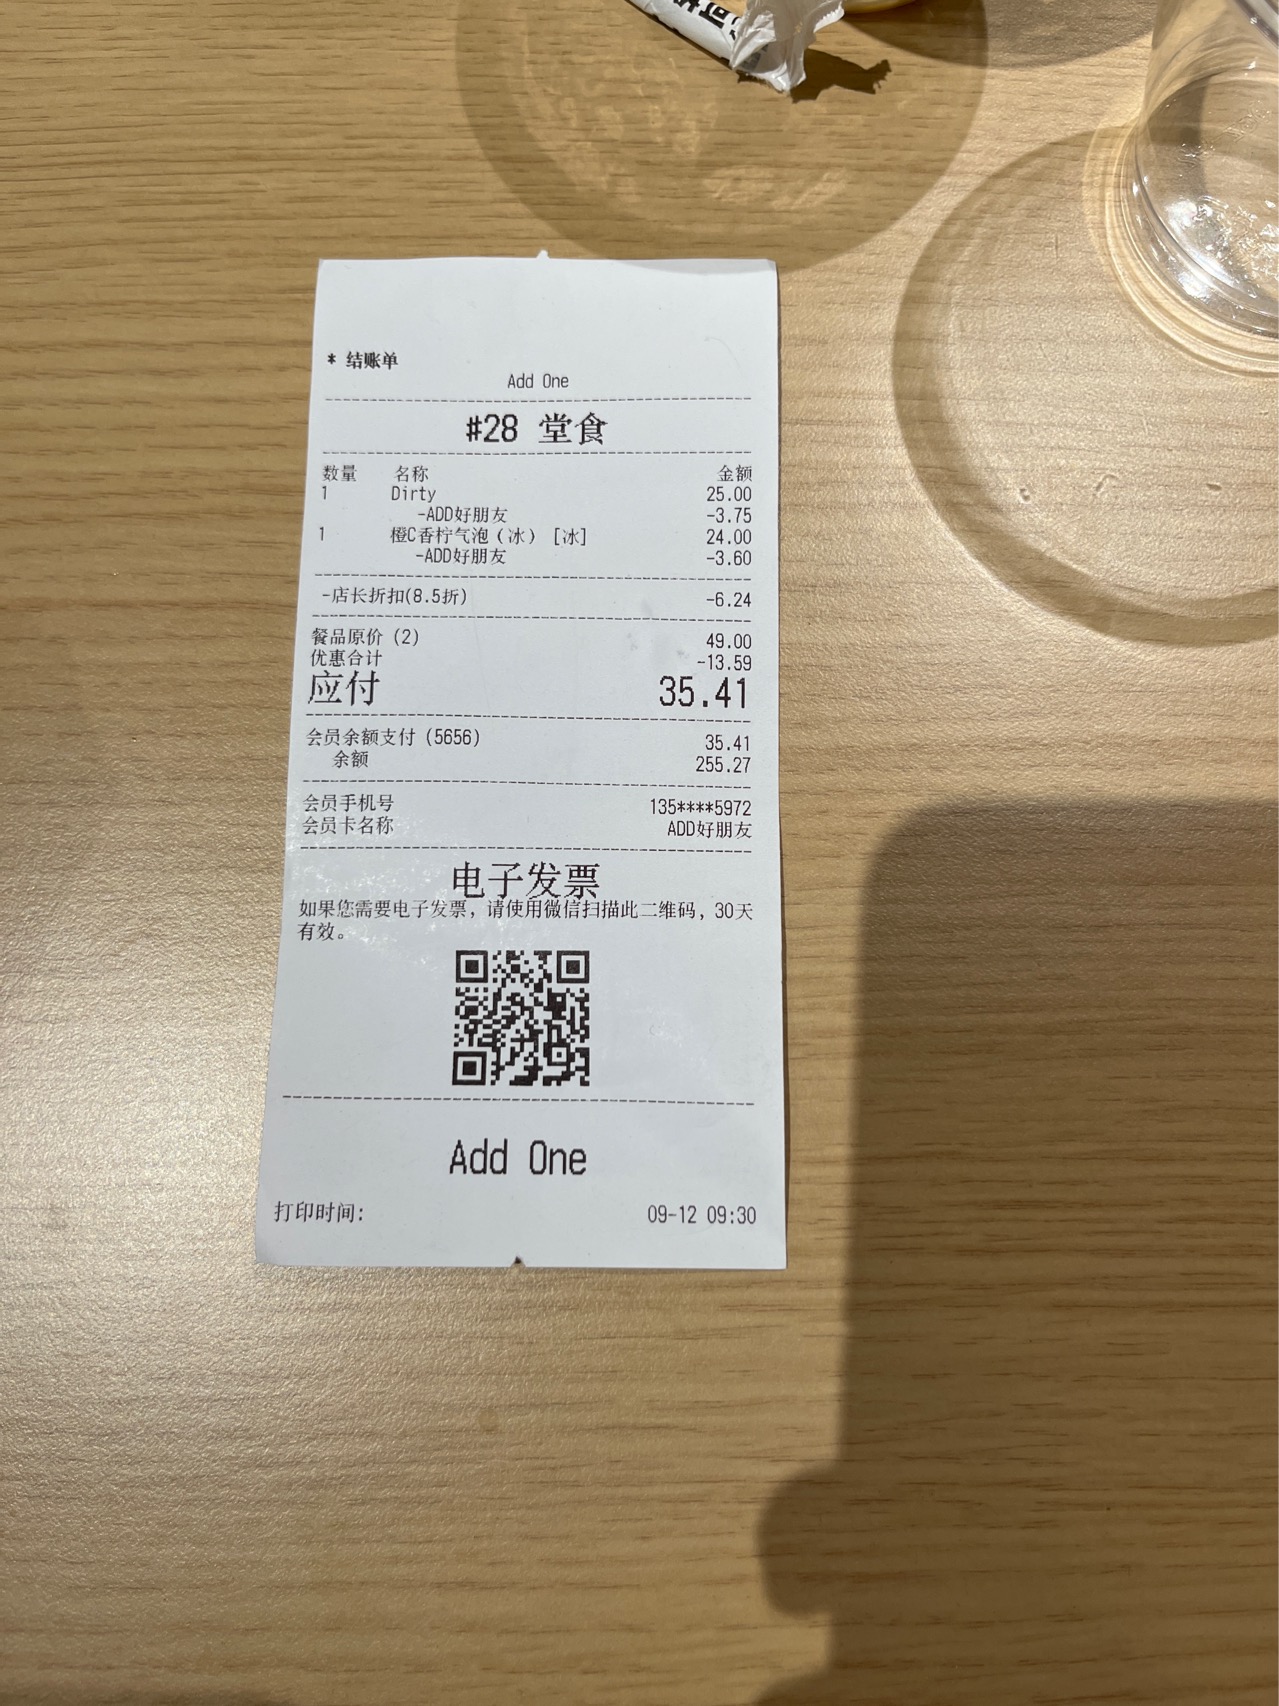 * 结账单
Add One
#28 堂食
数量 名称 金额
1 Dirty 25.00
-ADD好朋友 -3.75
1 橙C香柠气泡（冰）[冰] 24.00
-ADD好朋友 -3.60
-店长折扣(8.5折) -6.24
餐品原价 (2) 49.00
优惠合计 -13.59
应付 35.41
会员余额支付 (5656) 35.41
余额 255.27
会员手机号 135****5972
会员卡名称 ADD好朋友
电子发票
如果您需要电子发票，请使用微信扫描此二维码，30天
有效。
Add One
打印时间: 09-12 09:30